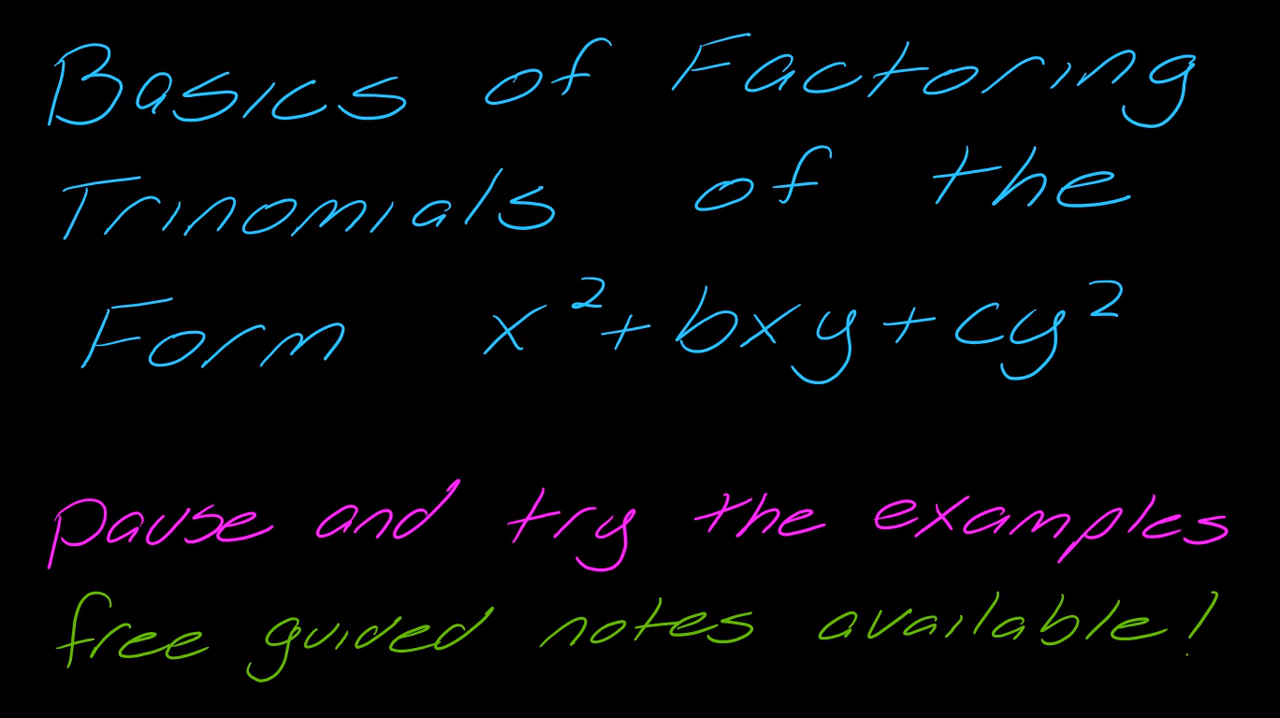 Basics of Factoring
Trinomials of the
Form x²+bxy+cy²
pause and try the examples
free guided notes available!